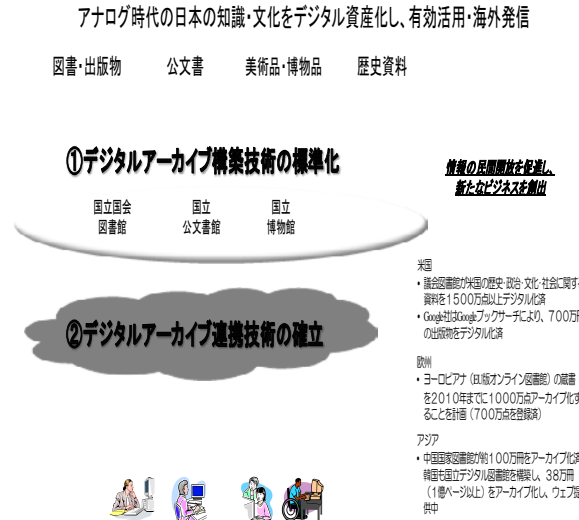 アナログ時代の日本の知識・文化をデジタル資産化し、有効活用・海外発信
図書・出版物 公文書 美術品・博物品 歴史資料
①デジタルアーカイブ構築技術の標準化
国立国会
図書館
国立
公文書館
国立
博物館
②デジタルアーカイブ連携技術の確立
情報の民間開放を促進し、
新たなビジネスを創出
米国
• 議会図書館が米国の歴史・政治・文化・社会に関す
資料を1500万点以上デジタル化済
• Google社はGoogleブックサーチにより、700万
の出版物をデジタル化済
欧州
• ヨーロピアナ（EU版オンライン図書館）の蔵書
を2010年までに1000万点アーカイブ化す
ることを計画（700万点を登録済）
アジア
• 中国国家図書館が約100万冊をアーカイブ化済
韓国も国立デジタル図書館を構築し、38万冊
（1億ページ以上）をアーカイブ化し、ウェブ提
供中